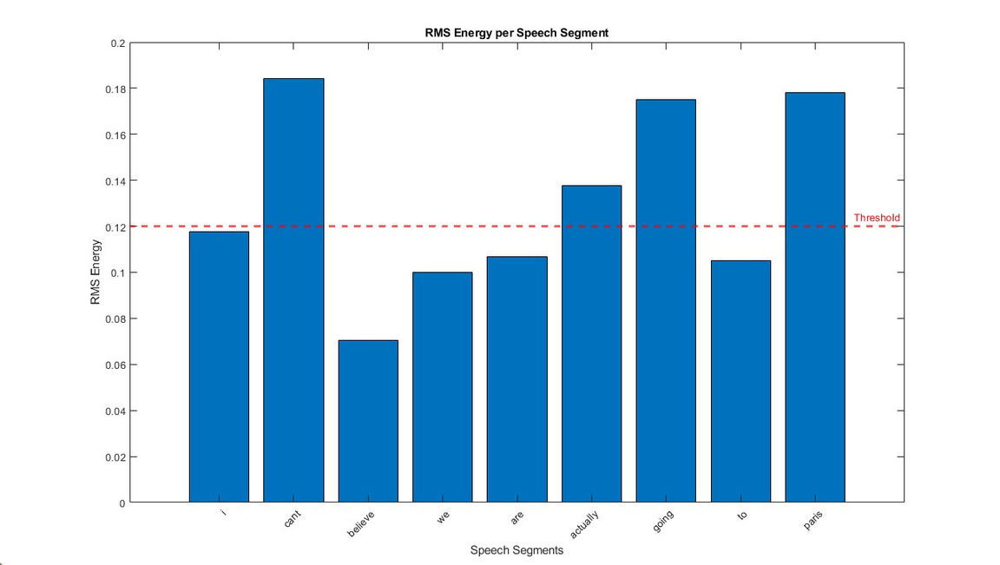 RMS Energy per Speech Segment
0.2
0.18
0.16
0.14
0.12
0.1
0.08
0.06
0.04
0.02
0
RMS Energy
Threshold
i
cant
believe
we
are
actually
going
to
paris
Speech Segments